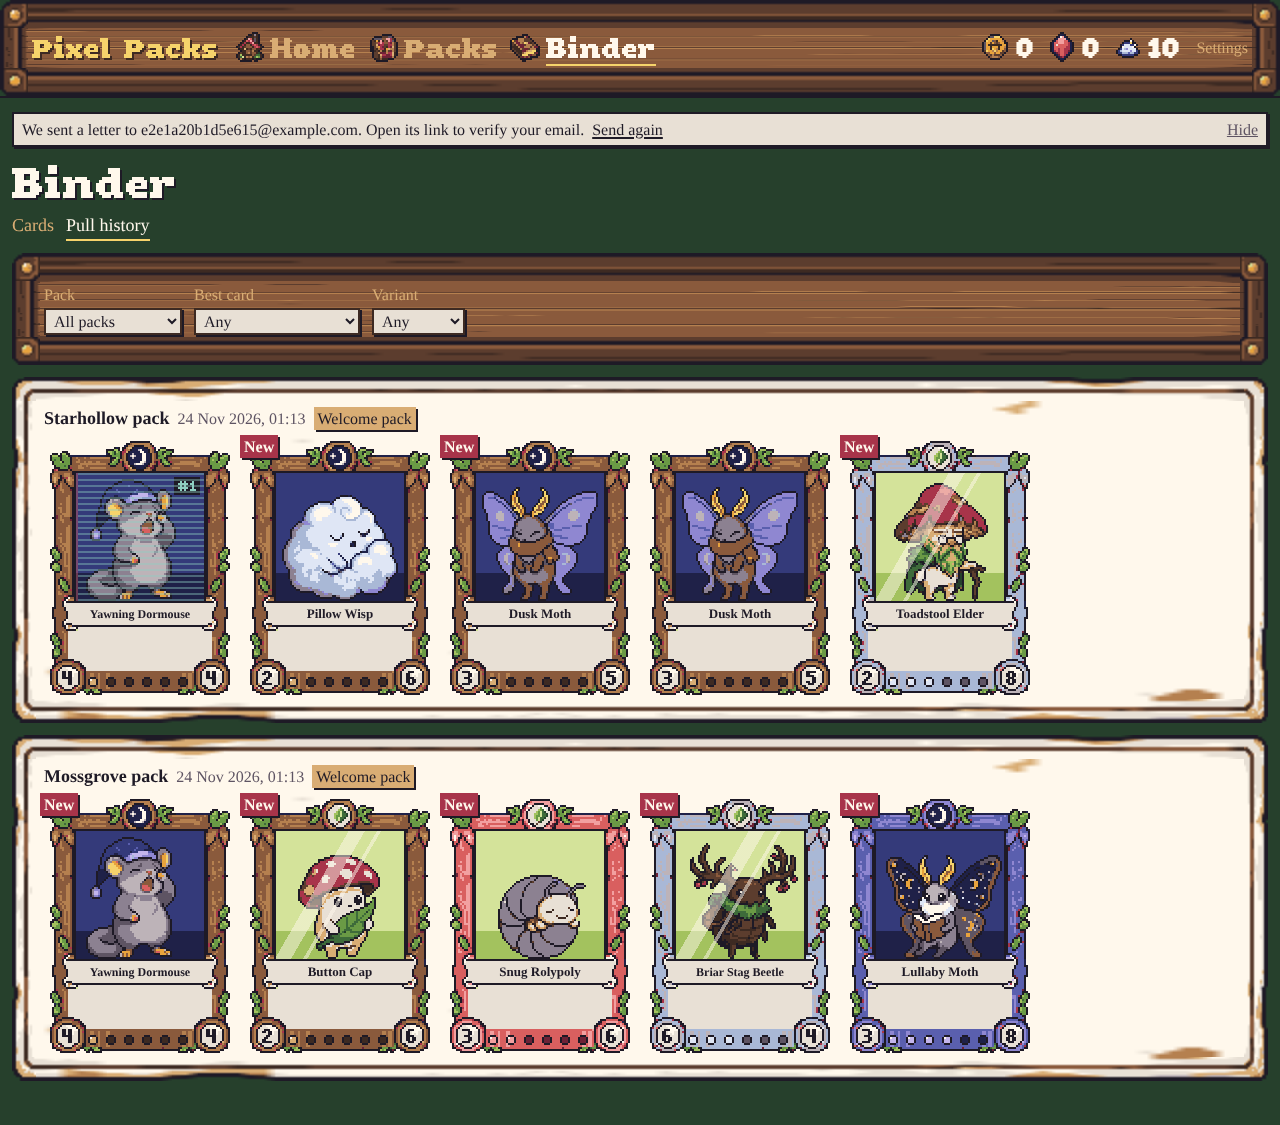 Pixel Packs Home Packs Binder 0 0 10 Settings
We sent a letter to e2e1a20b1d5e615@example.com. Open its link to verify your email. Send again Hide
Binder
Cards Pull history
Pack Best card Variant
All packs Any Any
Starhollow pack 24 Nov 2026, 01:13 Welcome pack
New New New
#1
Yawning Dormouse Pillow Wisp Dusk Moth Dusk Moth Toadstool Elder
4 4 2 6 3 5 3 5 2 8
Mossgrove pack 24 Nov 2026, 01:13 Welcome pack
New New New New New
Yawning Dormouse Button Cap Snug Rolypoly Briar Stag Beetle Lullaby Moth
4 4 2 6 3 6 6 4 3 8